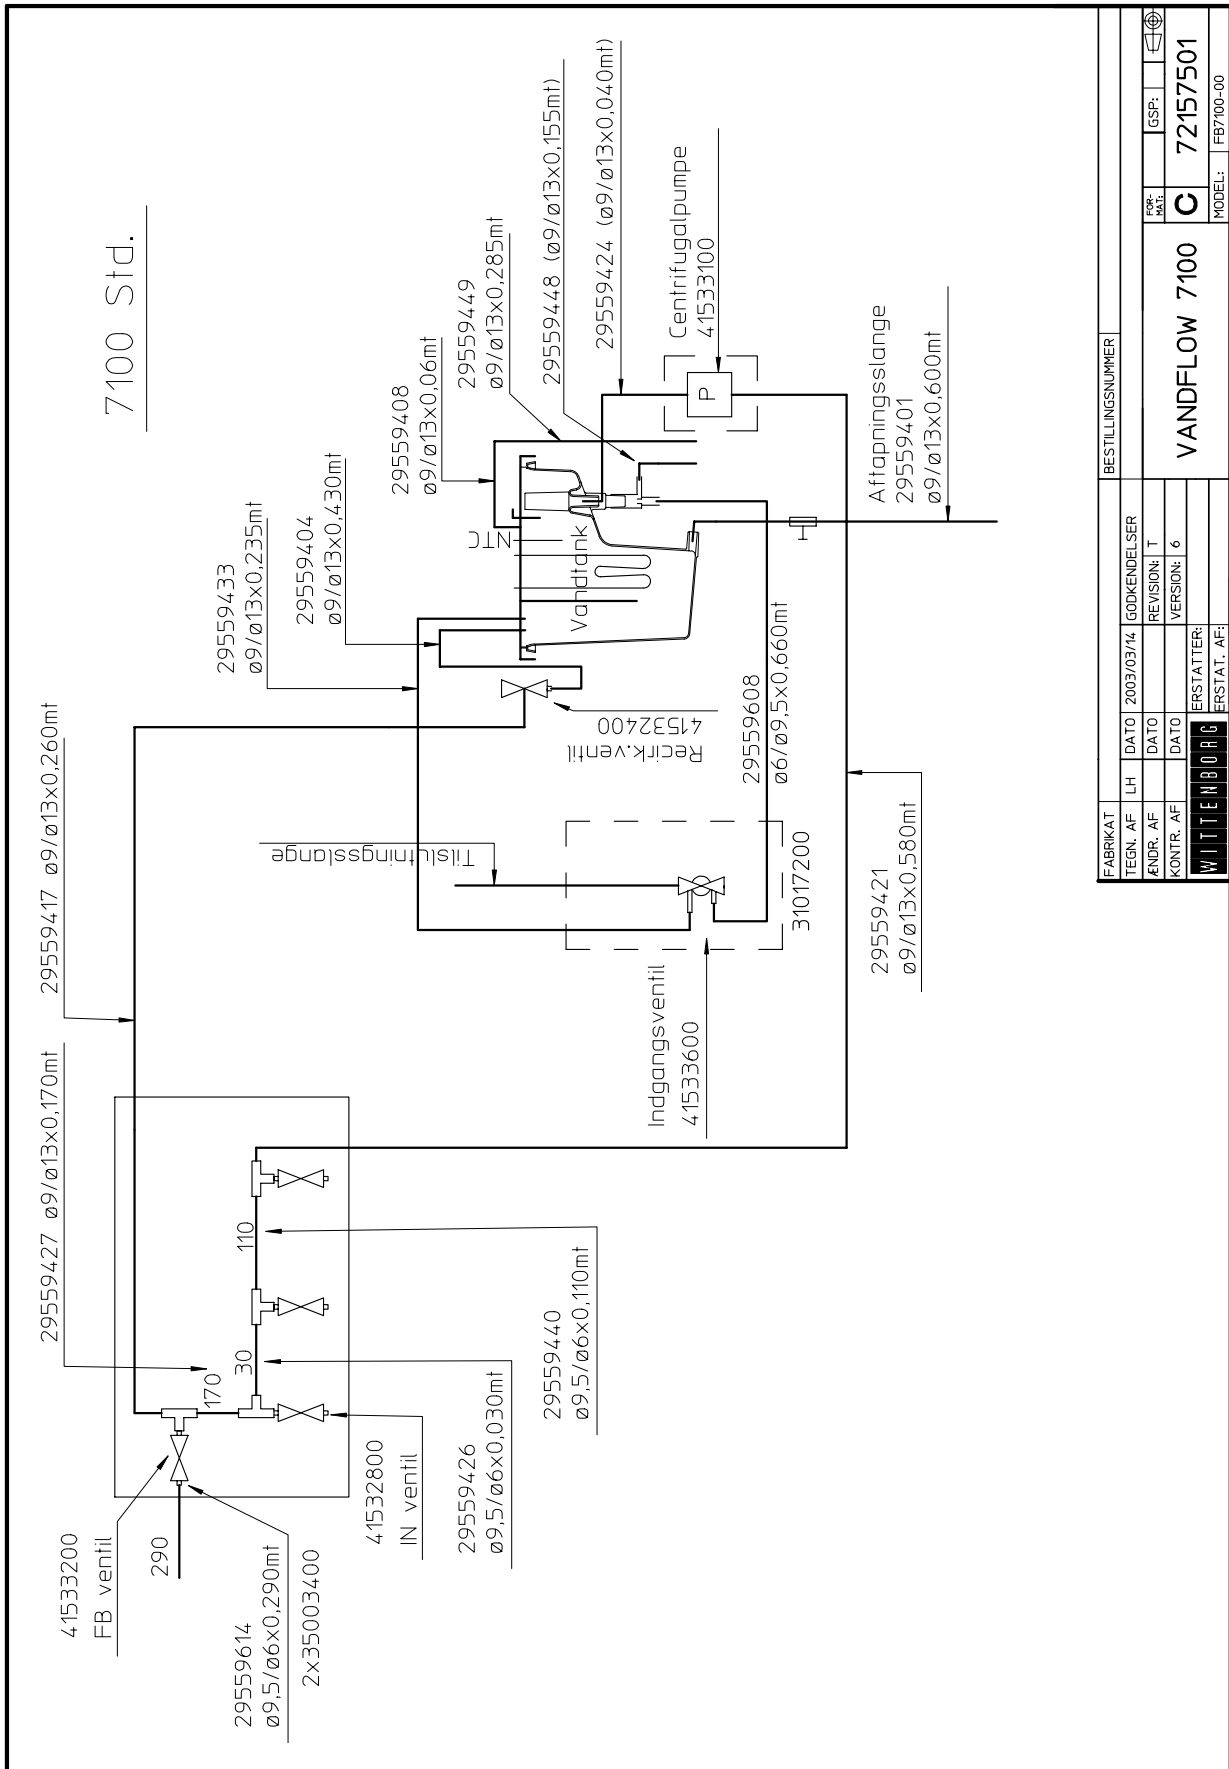 7100 Std.
29559417 ø9/ø13x0,260mt
29559427 ø9/ø13x0,170mt
41533200
FB ventil
290
29559614
ø9,5/ø6x0,290mt
2x35003400
170
30
110
41532800
IN ventil
29559426
ø9,5/ø6x0,030mt
29559440
ø9,5/ø6x0,110mt
29559433
ø9/ø13x0,235mt
29559404
ø9/ø13x0,430mt
29559408
ø9/ø13x0,06mt
29559449
ø9/ø13x0,285mt
29559448 (ø9/ø13x0,155mt)
29559424 (ø9/ø13x0,040mt)
Centrifugalpumpe
41533100
P
NTC
Vandtank
Tilslutningsslange
Recirk.ventil
41532400
29559608
ø6/ø9,5x0,660mt
Aftapningsslange
29559401
ø9/ø13x0,600mt
Indgangsventil
41533600
31017200
29559421
ø9/ø13x0,580mt
FABRIKAT
BESTILLINGSNUMMER
TEGN. AF LH DATO 2003/03/14 GODKENDELSER
ÆNDR. AF DATO REVISION: T
KONTR. AF DATO VERSION: 6
WITTENBORG
ERSTATTER:
ERSTAT. AF:
VANDFLOW 7100
FOR-
MAT:
C
GSP:
72157501
MODEL: FB7100-00